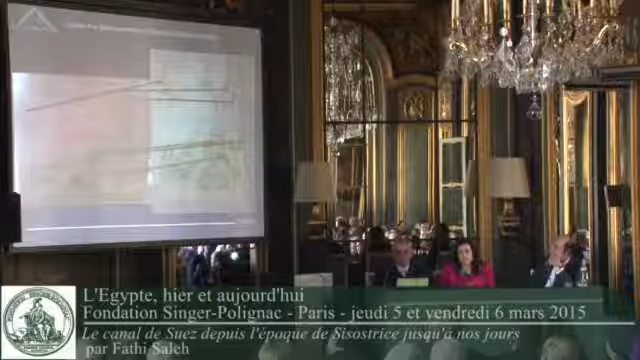 L'Egypte, hier et aujourd'hui
Fondation Singer-Polignac - Paris - jeudi 5 et vendredi 6 mars 2015
Le canal de Suez depuis l'époque de Sisostrice jusqu'à nos jours
par Fathi Saleh